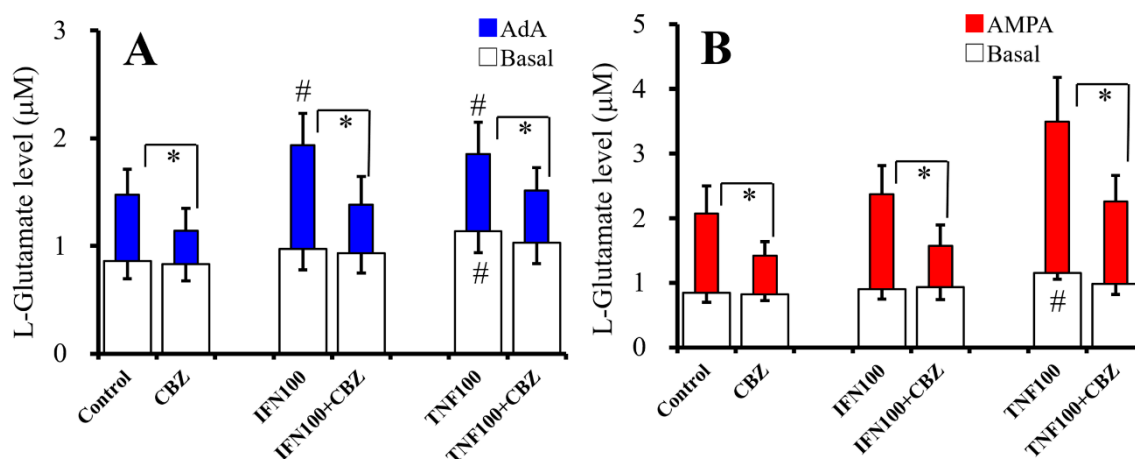 A
AdA
Basal
L-Glutamate level (µM)
3
2
1
0
*
#
*
#
*
#
Control
CBZ
IFN100
IFN100+CBZ
TNF100
TNF100+CBZ
B
AMPA
Basal
L-Glutamate level (µM)
5
4
3
2
1
0
*
*
*
#
Control
CBZ
IFN100
IFN100+CBZ
TNF100
TNF100+CBZ